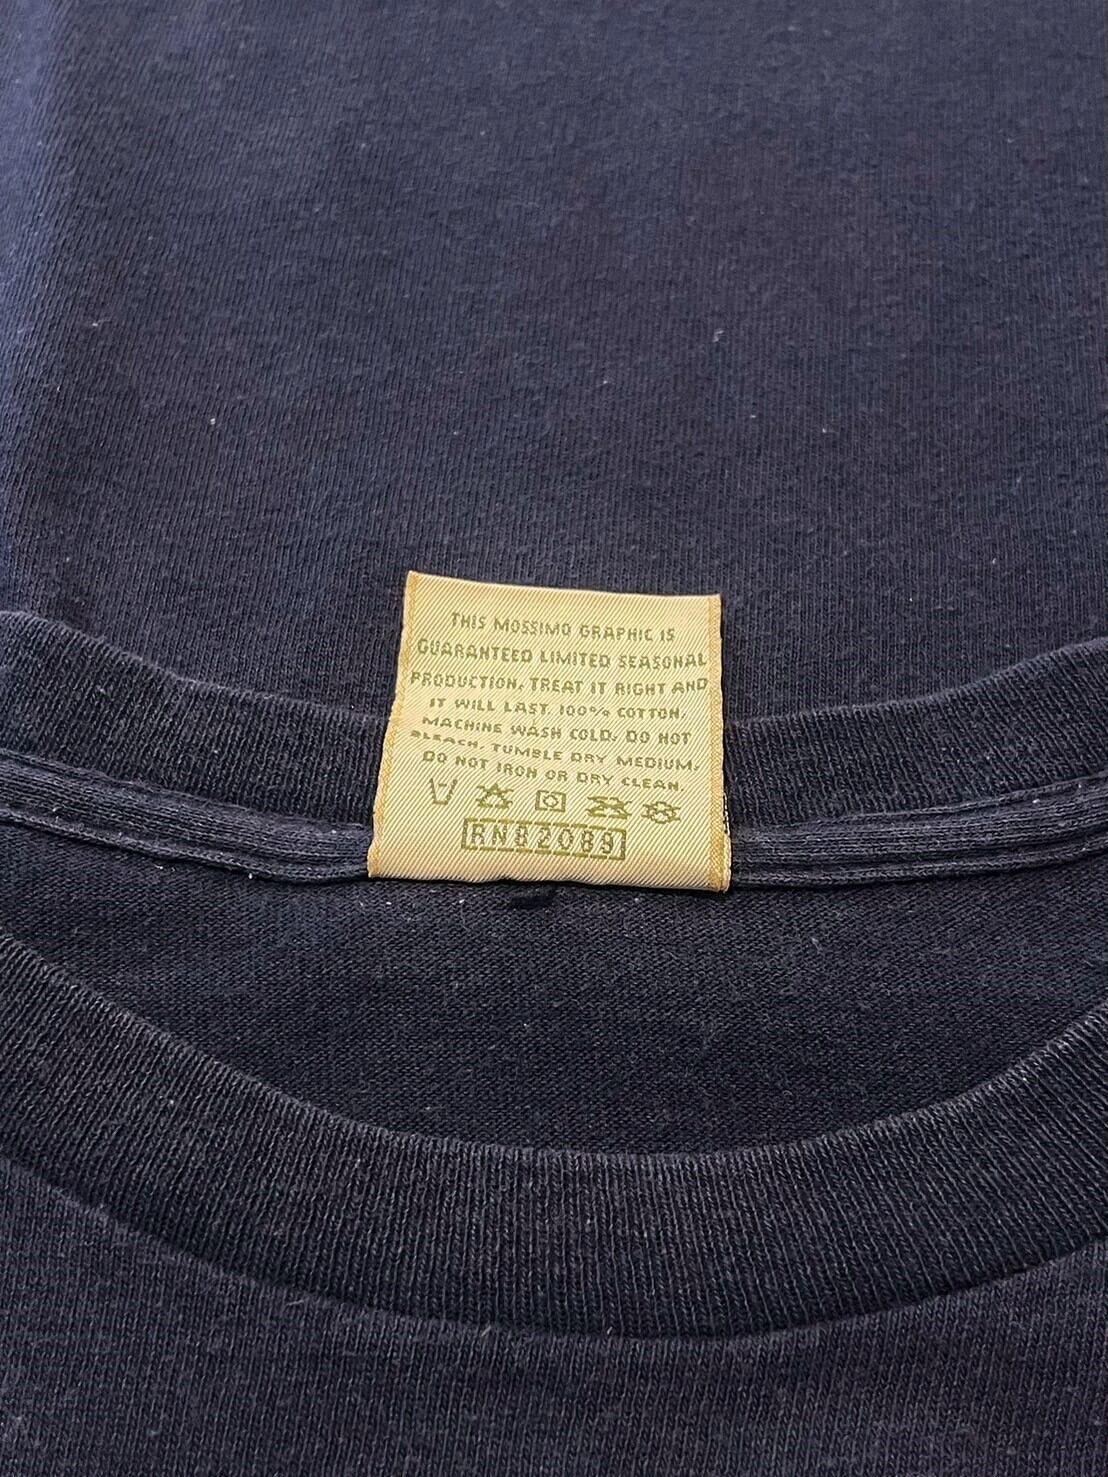 THIS MOSSIMO GRAPHIC IS
GUARANTEED LIMITED SEASONAL
PRODUCTION. TREAT IT RIGHT AND
IT WILL LAST. 100% COTTON.
MACHINE WASH COLD. DO NOT
BLEACH. TUMBLE DRY MEDIUM.
DO NOT IRON OR DRY CLEAN.
RN82089